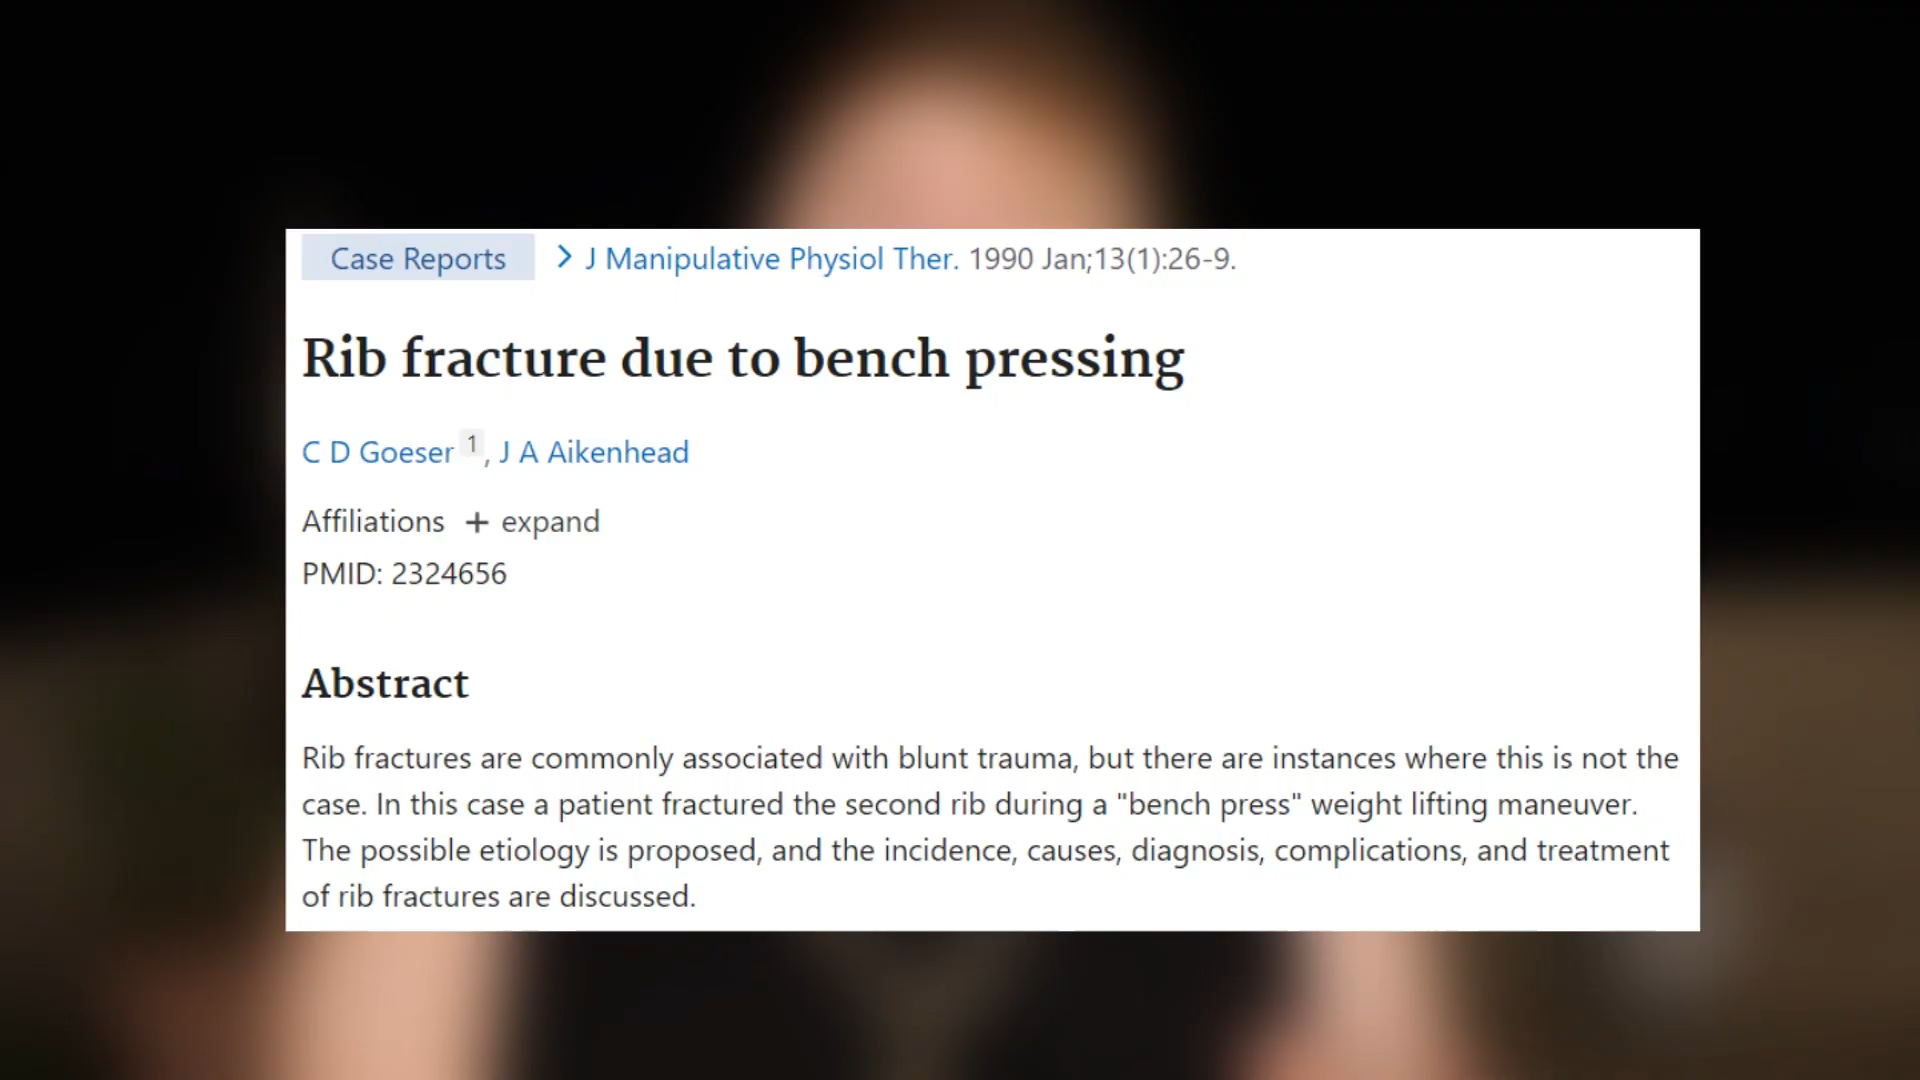 Case Reports > J Manipulative Physiol Ther. 1990 Jan;13(1):26-9.
Rib fracture due to bench pressing
C D Goeser 1, J A Aikenhead
Affiliations + expand
PMID: 2324656
Abstract
Rib fractures are commonly associated with blunt trauma, but there are instances where this is not the
case. In this case a patient fractured the second rib during a "bench press" weight lifting maneuver.
The possible etiology is proposed, and the incidence, causes, diagnosis, complications, and treatment
of rib fractures are discussed.